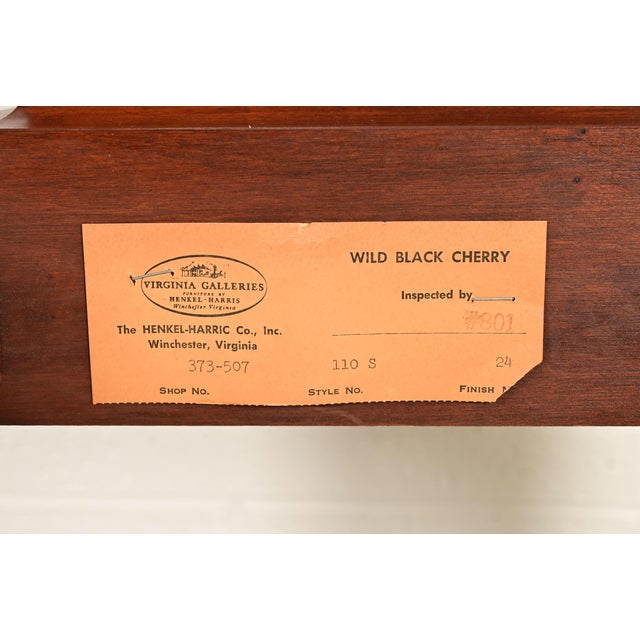 VIRGINIA GALLERIES
FURNITURE BY
HENKEL-HARRIS
Winchester Virginia
The HENKEL-HARRIC Co., Inc.
Winchester, Virginia
373-507
SHOP NO.
WILD BLACK CHERRY
Inspected by
#801
110 S
24
STYLE NO.
FINISH